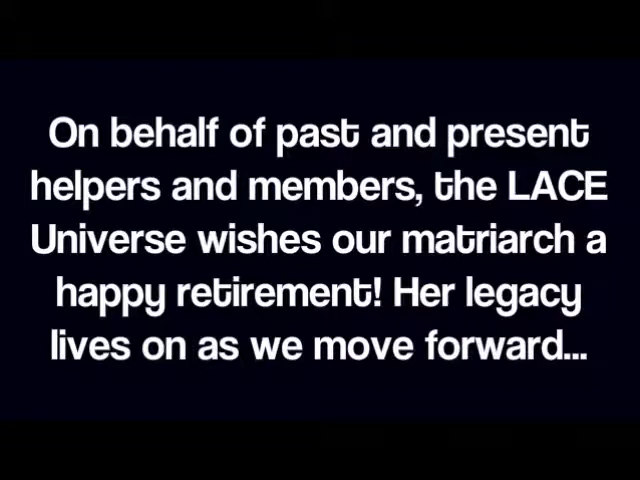 On behalf of past and present
helpers and members, the LACE
Universe wishes our matriarch a
happy retirement! Her legacy
lives on as we move forward...